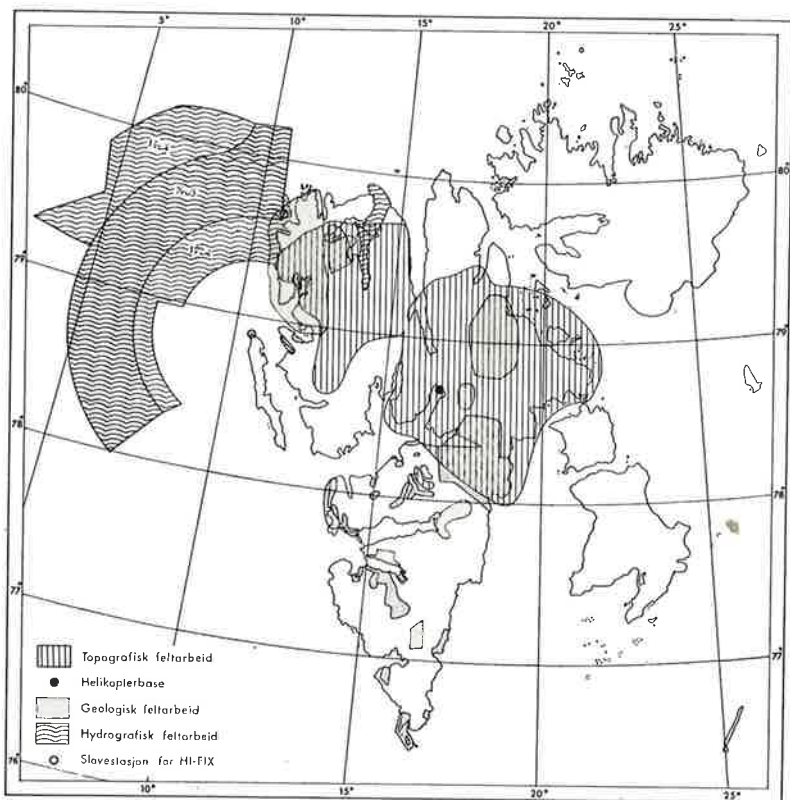 5° 10° 15° 20° 25°
80° 80°
79° 79°
78° 78°
77° 77°
76°
10° 15° 20° 25°
Topografisk feltarbeid
Helikopterbase
Geologisk feltarbeid
Hydrografisk feltarbeid
Slavestasjon for HI-FIX